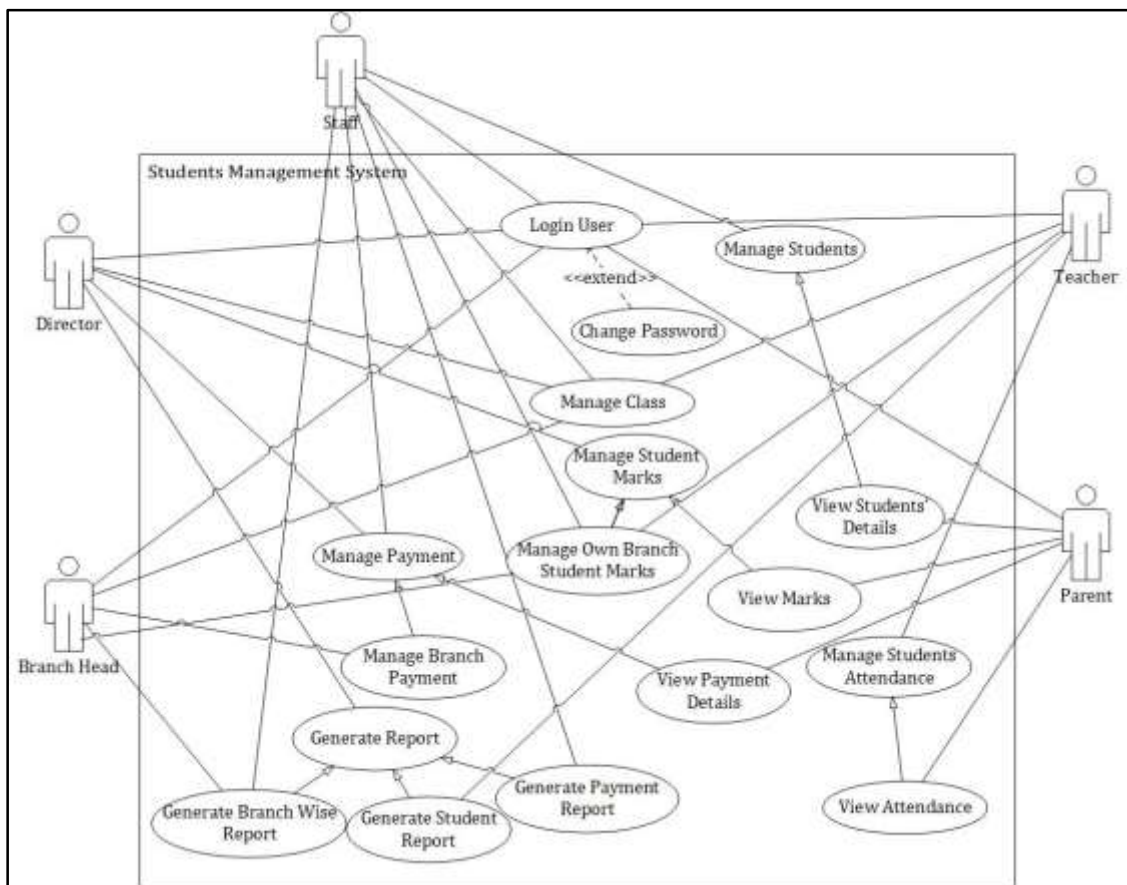 Staff
Students Management System
Login User
Manage Students
Teacher
<<extend>>
Director
Change Password
Manage Class
Manage Student
Marks
View Students'
Details
Manage Payment
Manage Own Branch
Student Marks
View Marks
Parent
Branch Head
Manage Branch
Payment
Manage Students
Attendance
View Payment
Details
Generate Report
Generate Payment
Report
View Attendance
Generate Branch Wise
Report
Generate Student
Report